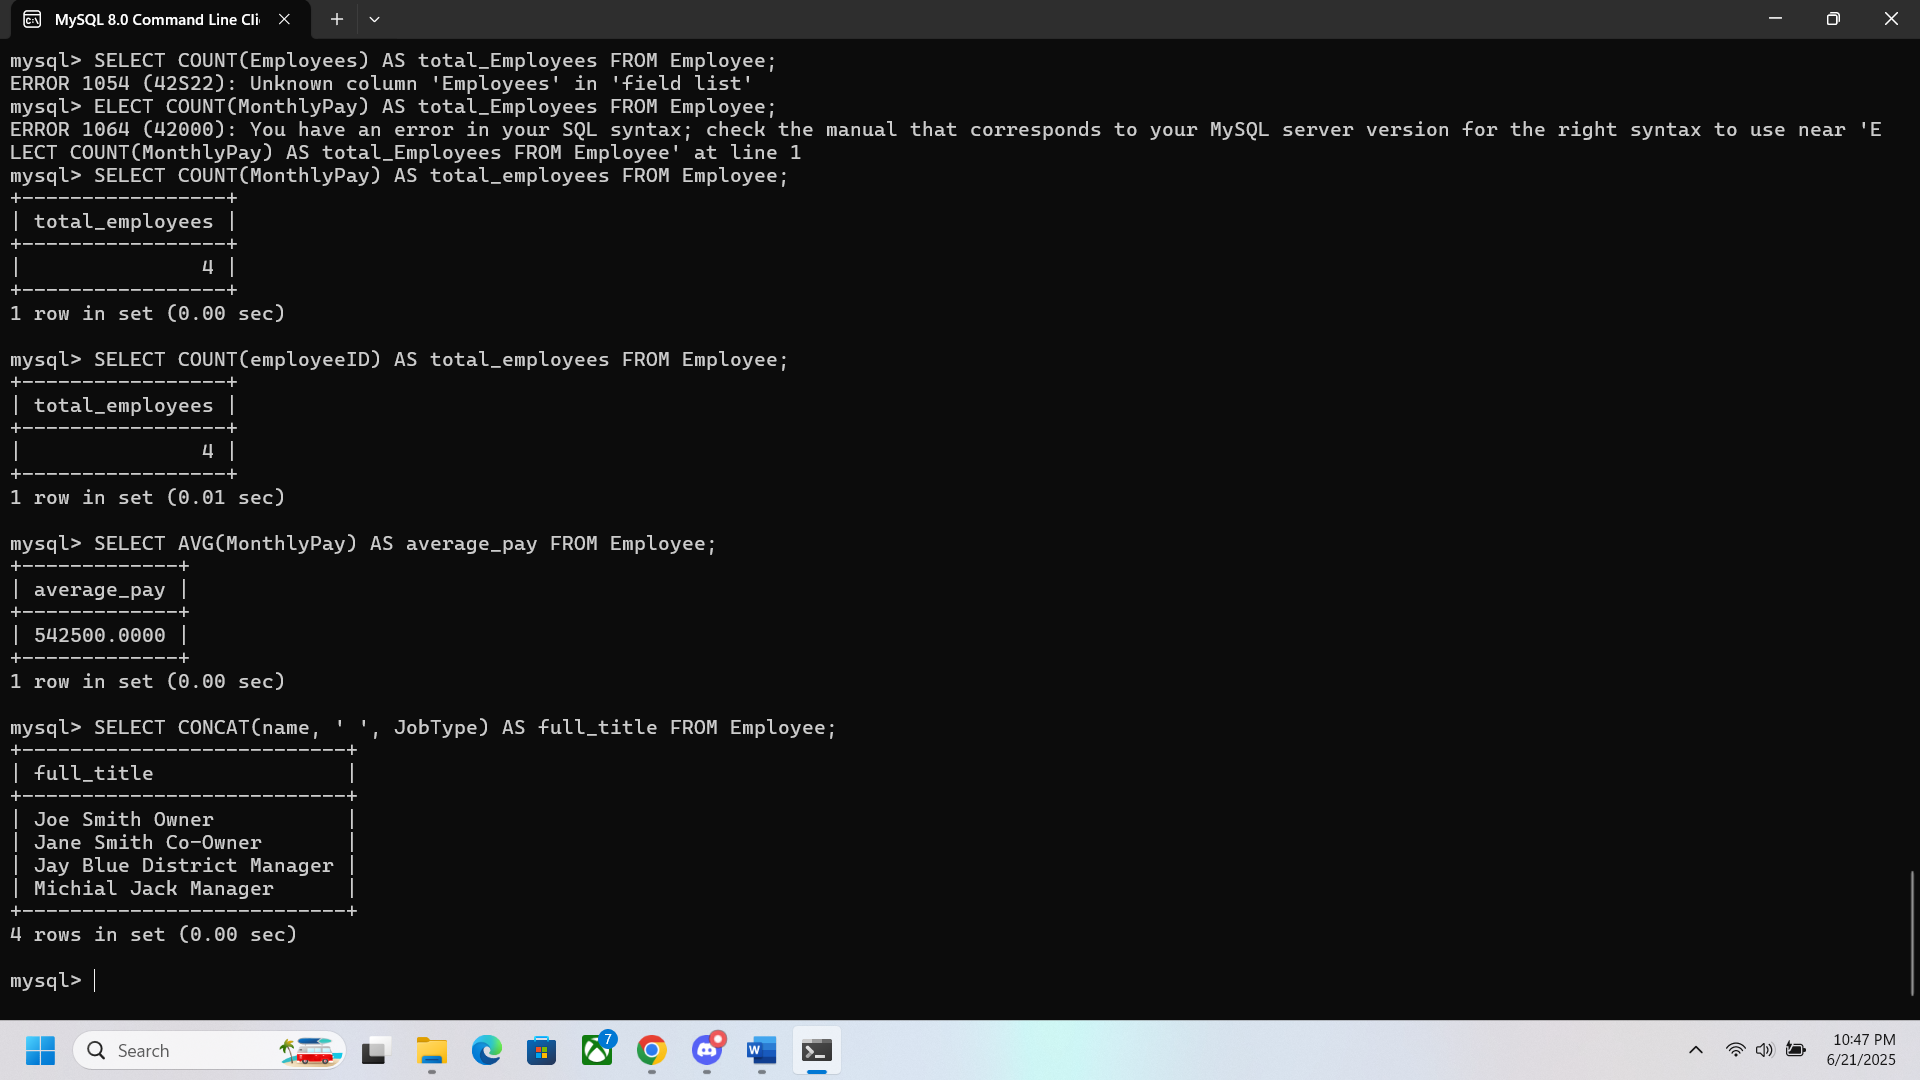 MySQL 8.0 Command Line Cli
mysql> SELECT COUNT(Employees) AS total_Employees FROM Employee;
ERROR 1054 (42S22): Unknown column 'Employees' in 'field list'
mysql> ELECT COUNT(MonthlyPay) AS total_Employees FROM Employee;
ERROR 1064 (42000): You have an error in your SQL syntax; check the manual that corresponds to your MySQL server version for the right syntax to use near 'E
LECT COUNT(MonthlyPay) AS total_Employees FROM Employee' at line 1
mysql> SELECT COUNT(MonthlyPay) AS total_employees FROM Employee;
+-----------------+
| total_employees |
+-----------------+
|               4 |
+-----------------+
1 row in set (0.00 sec)
mysql> SELECT COUNT(employeeID) AS total_employees FROM Employee;
+-----------------+
| total_employees |
+-----------------+
|               4 |
+-----------------+
1 row in set (0.01 sec)
mysql> SELECT AVG(MonthlyPay) AS average_pay FROM Employee;
+-------------+
| average_pay |
+-------------+
| 542500.0000 |
+-------------+
1 row in set (0.00 sec)
mysql> SELECT CONCAT(name, ' ', JobType) AS full_title FROM Employee;
+---------------------------+
| full_title                |
+---------------------------+
| Joe Smith Owner           |
| Jane Smith Co-Owner       |
| Jay Blue District Manager |
| Michial Jack Manager      |
+---------------------------+
4 rows in set (0.00 sec)
mysql>
Search
7
10:47 PM
6/21/2025